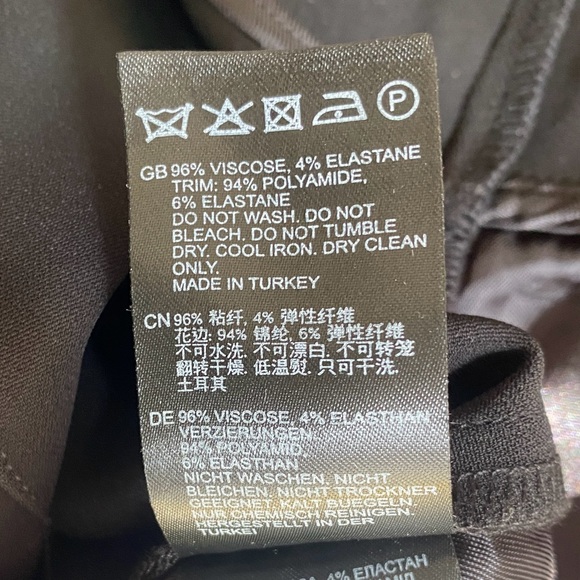 P
GB 96% VISCOSE, 4% ELASTANE
TRIM: 94% POLYAMIDE,
6% ELASTANE
DO NOT WASH. DO NOT
BLEACH. DO NOT TUMBLE
DRY. COOL IRON. DRY CLEAN
ONLY.
MADE IN TURKEY
CN 96% 粘纤, 4% 弹性纤维
花边: 94% 锦纶, 6% 弹性纤维
不可水洗. 不可漂白. 不可转笼
翻转干燥. 低温熨. 只可干洗.
土耳其
DE 96% VISCOSE, 4% ELASTHAN
VERZIERUNGEN:
94% POLYAMID,
6% ELASTHAN
NICHT WASCHEN, NICHT
BLEICHEN, NICHT TROCKNER
GEEIGNET, KALT BUEGELN,
NUR CHEMISCH REINIGEN.
HERGESTELLT IN DER
TURKEI
4% ЕЛАСТАН